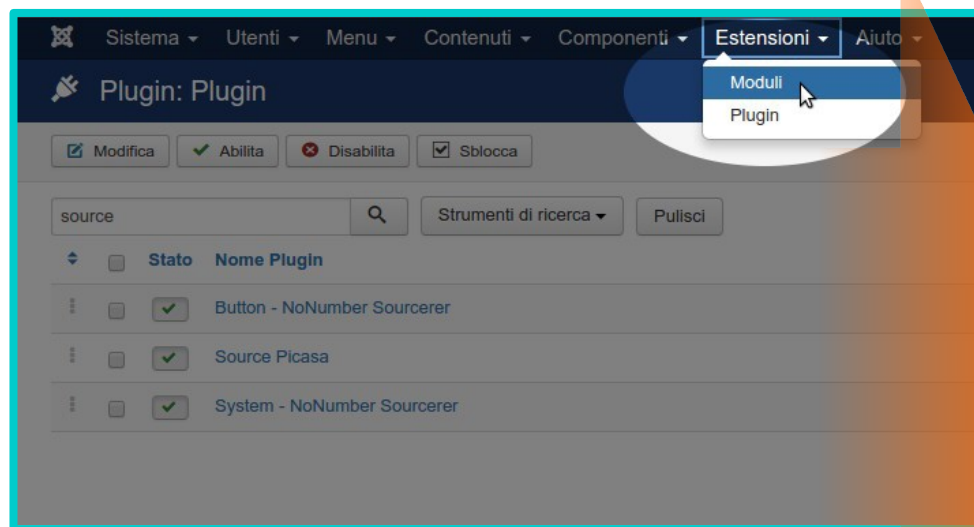 Sistema Utenti Menu Contenuti Componenti Estensioni Aiuto
Plugin: Plugin
Moduli
Plugin
Modifica Abilita Disabilita Sblocca
source Strumenti di ricerca Pulisci
Stato Nome Plugin
Button - NoNumber Sourcerer
Source Picasa
System - NoNumber Sourcerer